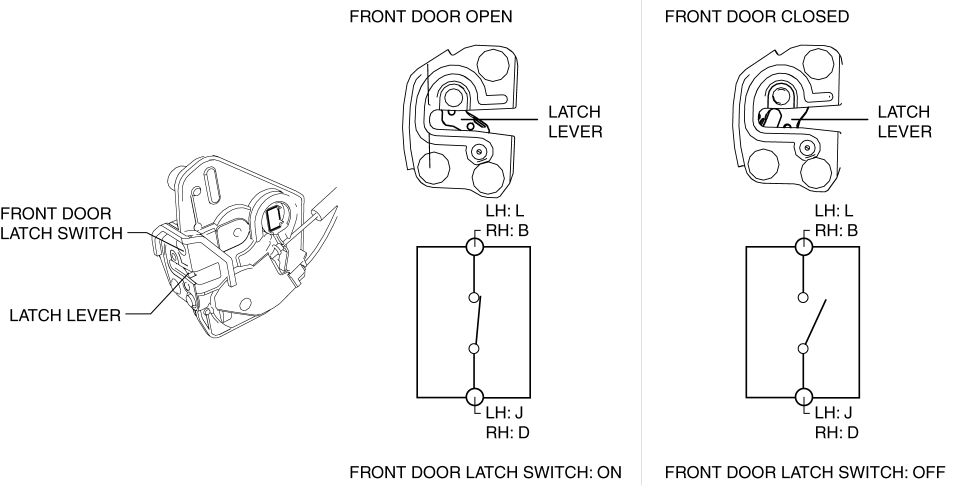 FRONT DOOR OPEN
FRONT DOOR CLOSED
LATCH
LEVER
LATCH
LEVER
FRONT DOOR
LATCH SWITCH
LATCH LEVER
LH: L
RH: B
LH: L
RH: B
LH: J
RH: D
LH: J
RH: D
FRONT DOOR LATCH SWITCH: ON
FRONT DOOR LATCH SWITCH: OFF